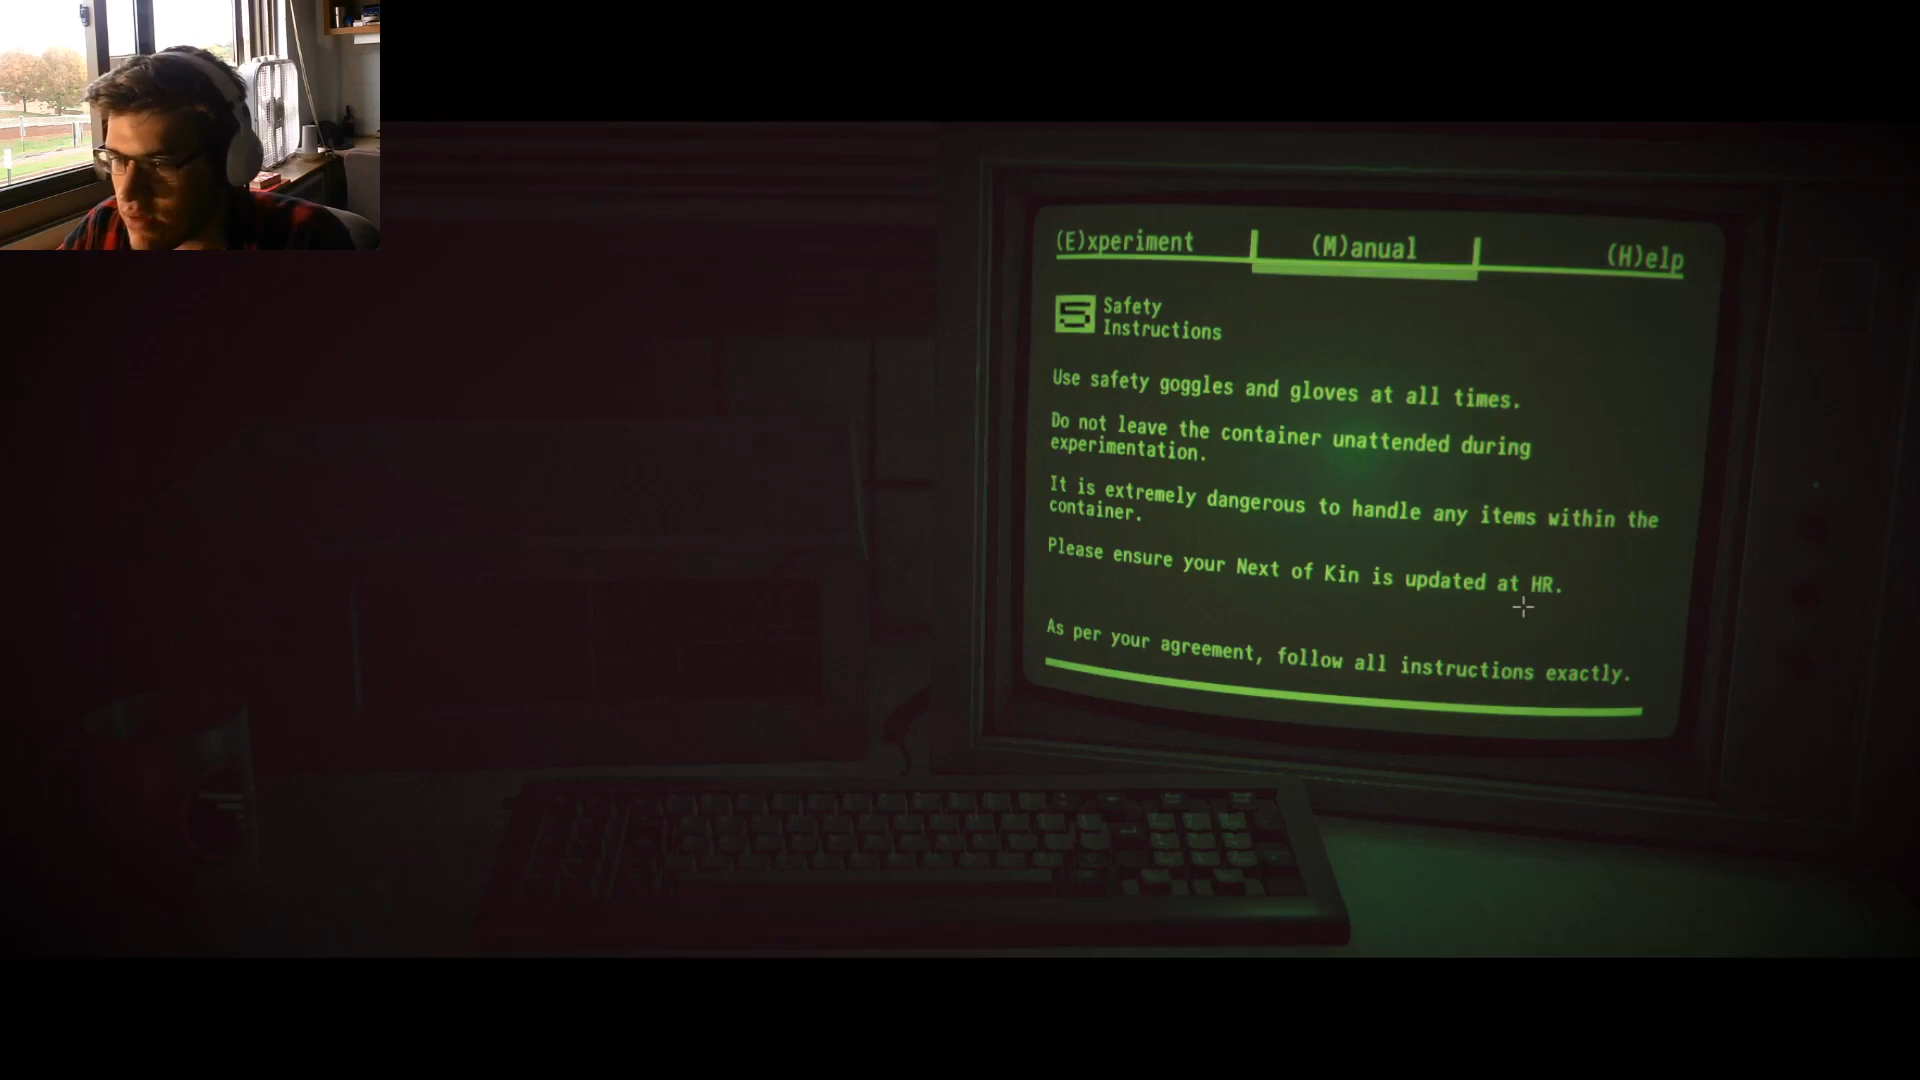 (E)xperiment (M)anual (H)elp
S Safety
Instructions
Use safety goggles and gloves at all times.
Do not leave the container unattended during
experimentation.
It is extremely dangerous to handle any items within the
container.
Please ensure your Next of Kin is updated at HR.
As per your agreement, follow all instructions exactly.